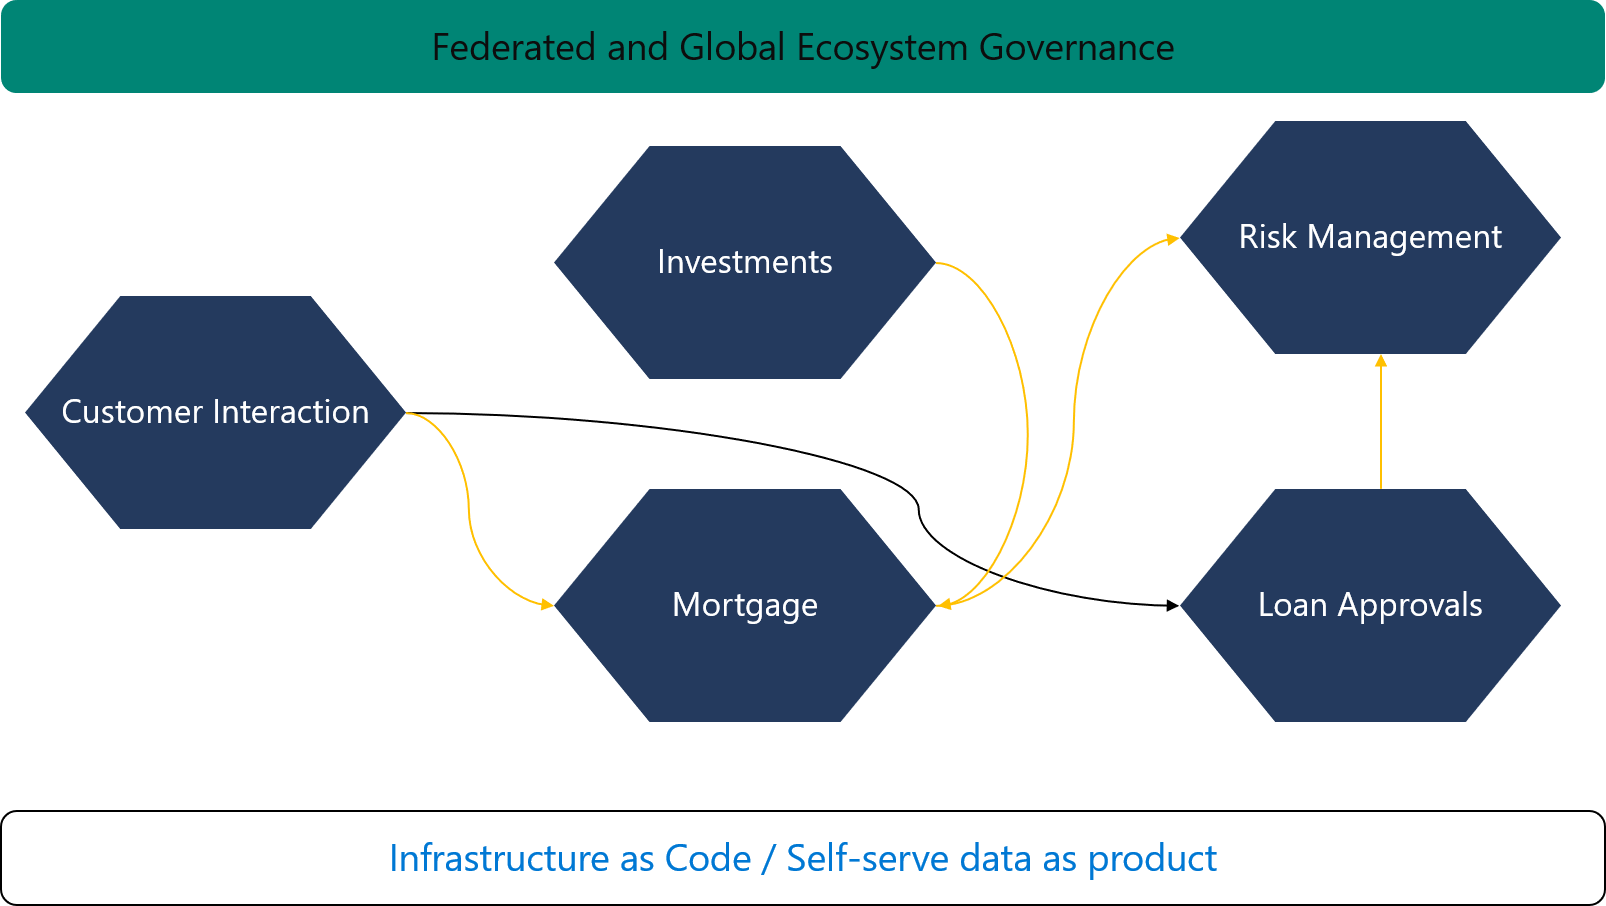 Federated and Global Ecosystem Governance
Risk Management
Investments
Customer Interaction
Mortgage
Loan Approvals
Infrastructure as Code / Self-serve data as product